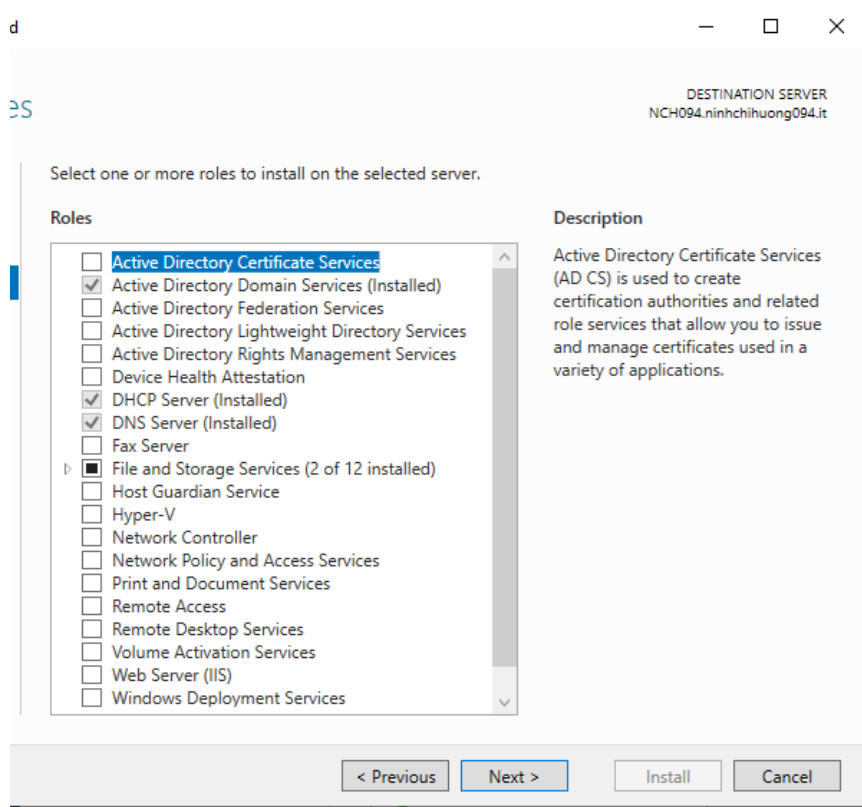 d
es
DESTINATION SERVER
NCH094.ninhchihuong094.it
Select one or more roles to install on the selected server.
Roles
Active Directory Certificate Services
Active Directory Domain Services (Installed)
Active Directory Federation Services
Active Directory Lightweight Directory Services
Active Directory Rights Management Services
Device Health Attestation
DHCP Server (Installed)
DNS Server (Installed)
Fax Server
File and Storage Services (2 of 12 installed)
Host Guardian Service
Hyper-V
Network Controller
Network Policy and Access Services
Print and Document Services
Remote Access
Remote Desktop Services
Volume Activation Services
Web Server (IIS)
Windows Deployment Services
Description
Active Directory Certificate Services
(AD CS) is used to create
certification authorities and related
role services that allow you to issue
and manage certificates used in a
variety of applications.
< Previous
Next >
Install
Cancel